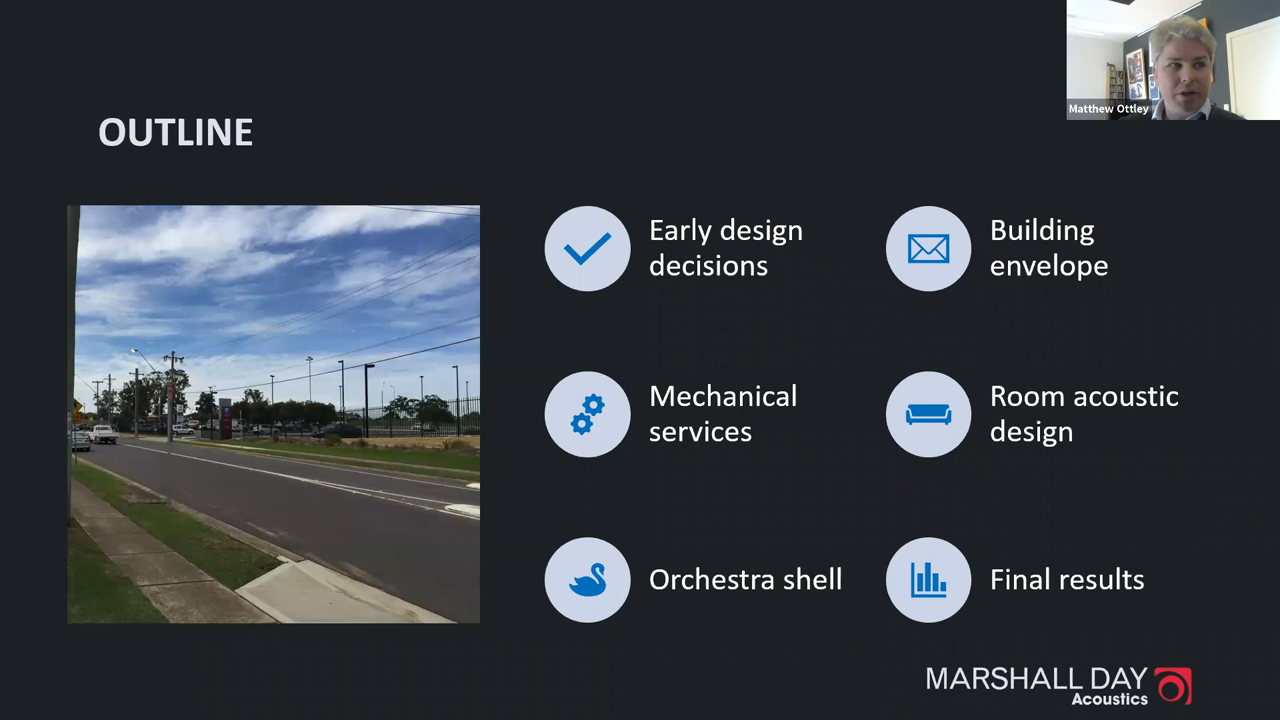 Matthew Ottley
OUTLINE
Early design
decisions
Building
envelope
Mechanical
services
Room acoustic
design
Orchestra shell
Final results
MARSHALL DAY
Acoustics